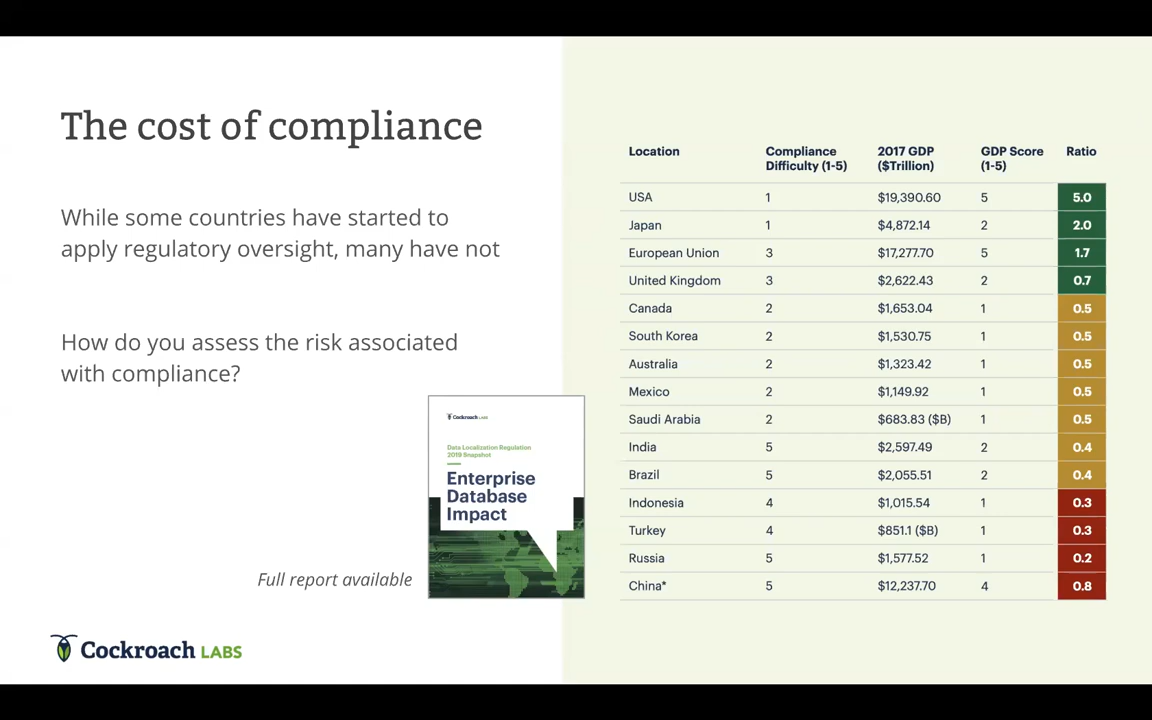 The cost of compliance
While some countries have started to
apply regulatory oversight, many have not
How do you assess the risk associated
with compliance?
Cockroach LABS
Data Localization Regulation
2019 Snapshot
Enterprise
Database
Impact
Full report available
Cockroach LABS
Location Compliance Difficulty (1-5) 2017 GDP ($Trillion) GDP Score (1-5) Ratio
USA 1 $19,390.60 5 5.0
Japan 1 $4,872.14 2 2.0
European Union 3 $17,277.70 5 1.7
United Kingdom 3 $2,622.43 2 0.7
Canada 2 $1,653.04 1 0.5
South Korea 2 $1,530.75 1 0.5
Australia 2 $1,323.42 1 0.5
Mexico 2 $1,149.92 1 0.5
Saudi Arabia 2 $683.83 ($B) 1 0.5
India 5 $2,597.49 2 0.4
Brazil 5 $2,055.51 2 0.4
Indonesia 4 $1,015.54 1 0.3
Turkey 4 $851.1 ($B) 1 0.3
Russia 5 $1,577.52 1 0.2
China* 5 $12,237.70 4 0.8